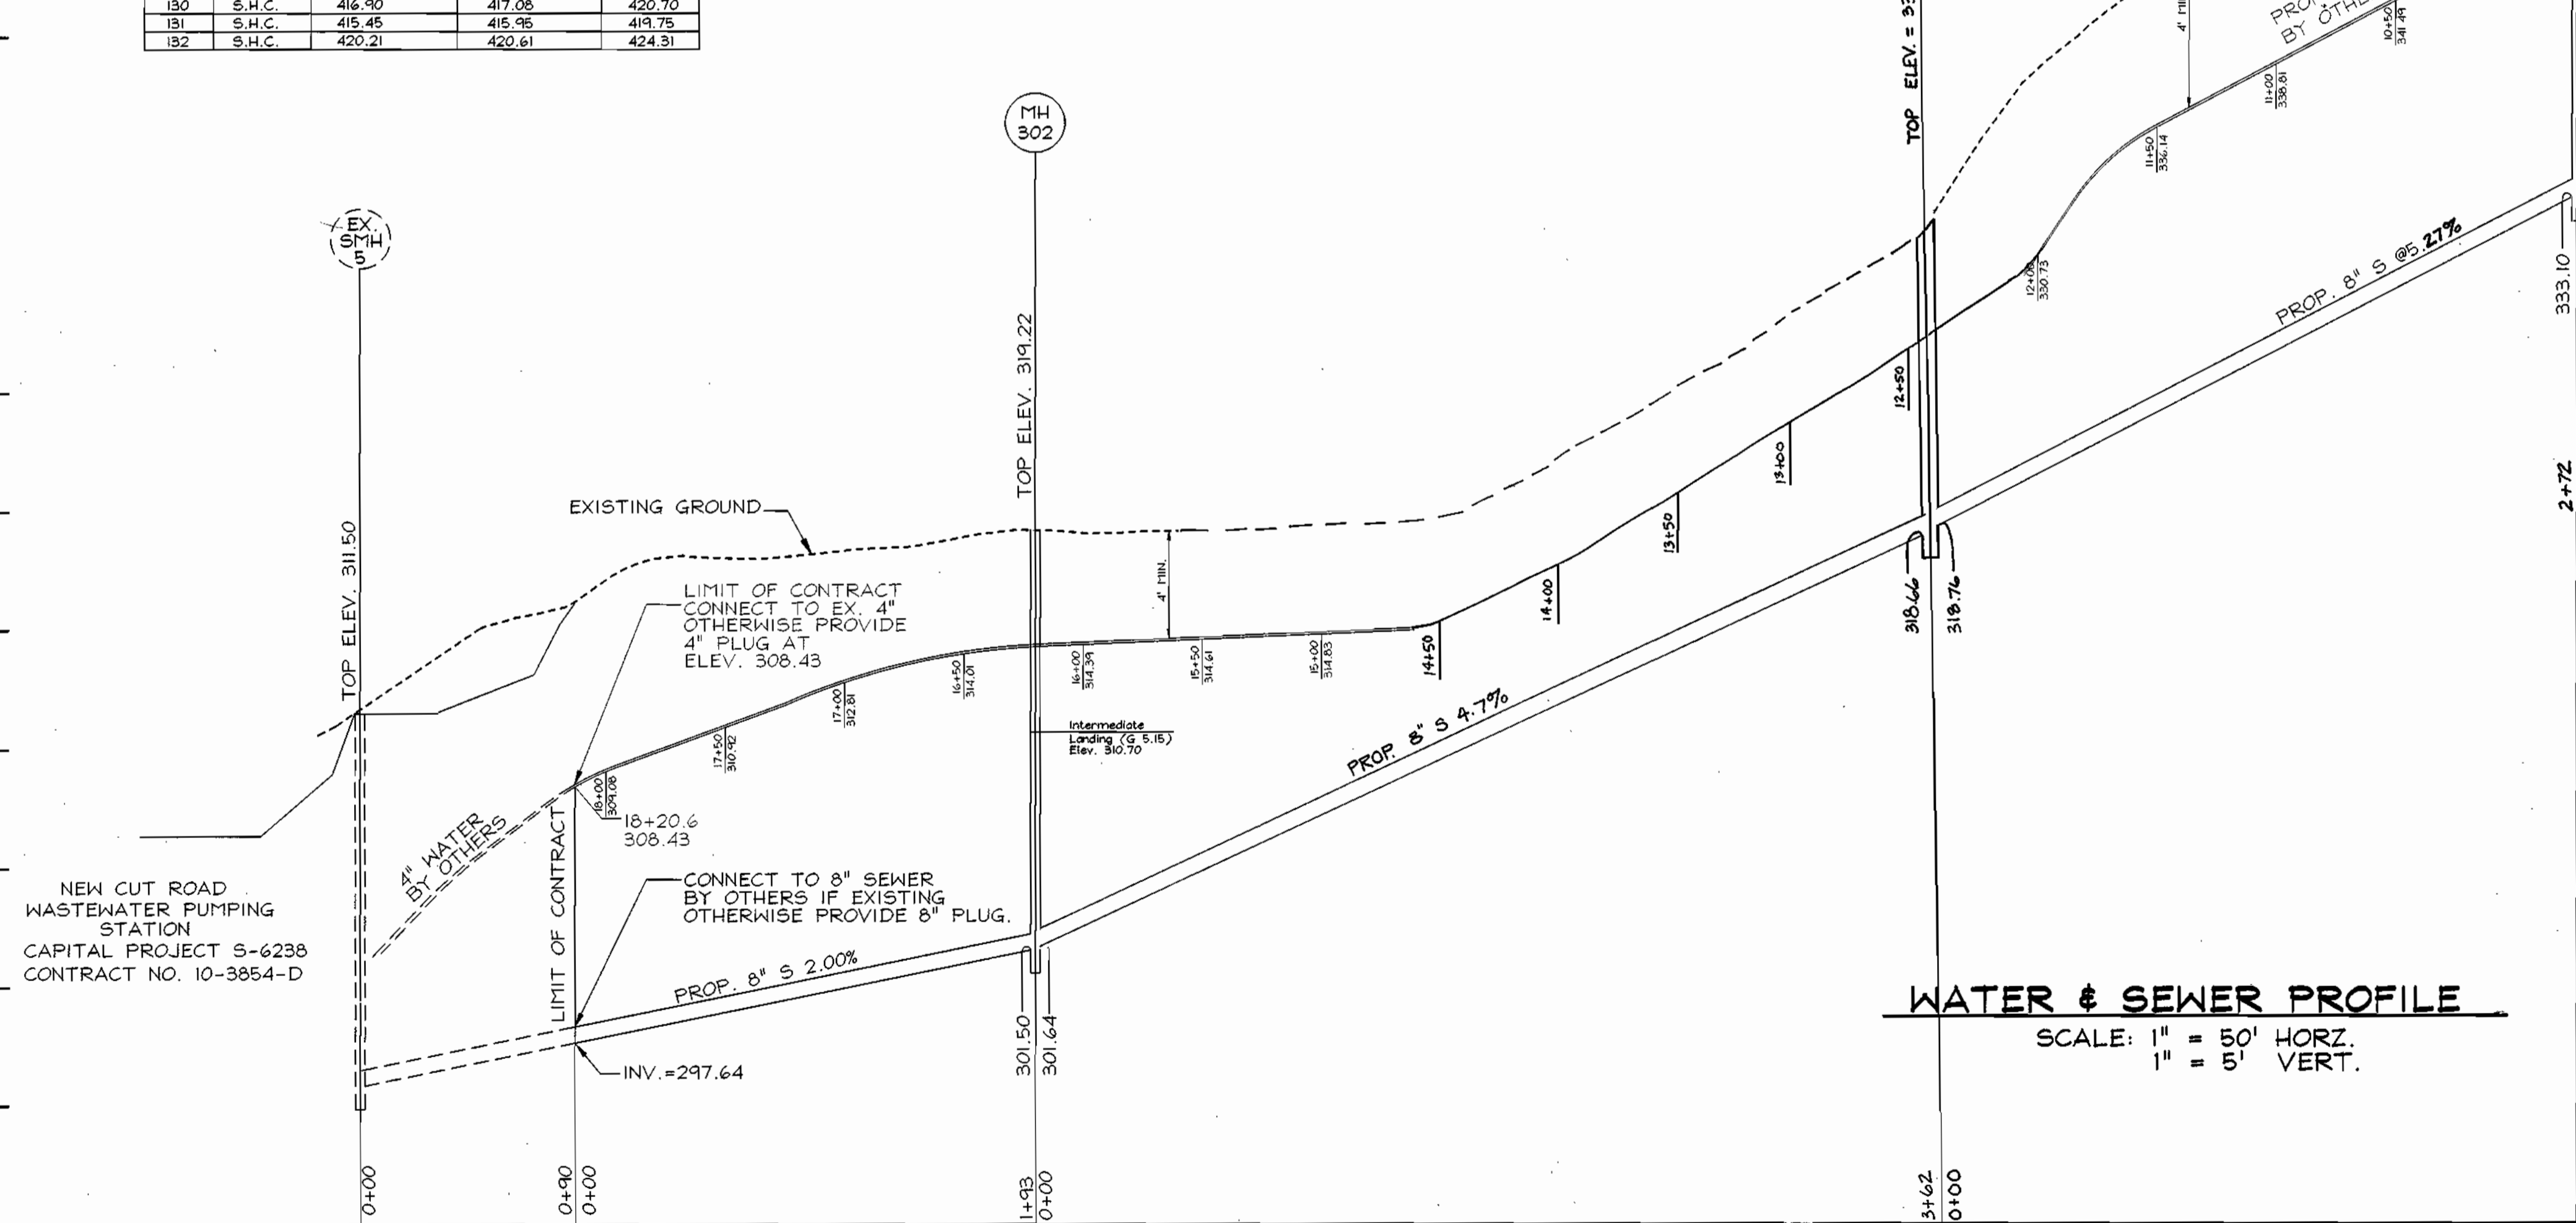 130 S.H.C. 416.90 417.08 420.70
131 S.H.C. 415.45 415.95 419.75
132 S.H.C. 420.21 420.61 424.31
EX.
SMH
5
TOP ELEV. 311.50
MH
302
TOP ELEV. 319.22
TOP ELEV. = 33
4' MIN.
BY OTHE
10+50
341.49
11+00
338.81
11+50
336.14
12+00
330.73
12+50
13+00
13+50
14+00
14+50
15+00
314.83
15+50
314.61
16+00
314.39
16+50
314.01
17+00
312.81
17+50
310.92
18+00
309.08
18+20.6
308.43
EXISTING GROUND
4' MIN.
LIMIT OF CONTRACT
CONNECT TO EX. 4"
OTHERWISE PROVIDE
4" PLUG AT
ELEV. 308.43
Intermediate
Landing (G 5.15)
Elev. 310.70
4" WATER
BY OTHERS
LIMIT OF CONTRACT
CONNECT TO 8" SEWER
BY OTHERS IF EXISTING
OTHERWISE PROVIDE 8" PLUG.
NEW CUT ROAD
WASTEWATER PUMPING
STATION
CAPITAL PROJECT S-6238
CONTRACT NO. 10-3854-D
PROP. 8" S 2.00%
PROP. 8" S 4.7%
PROP. 8" S @5.27%
INV.=297.64
301.50
301.64
318.66
318.76
333.10
2+72
WATER & SEWER PROFILE
SCALE: 1" = 50' HORZ.
1" = 5' VERT.
0+00
0+90
0+00
1+93
0+00
3+62
0+00